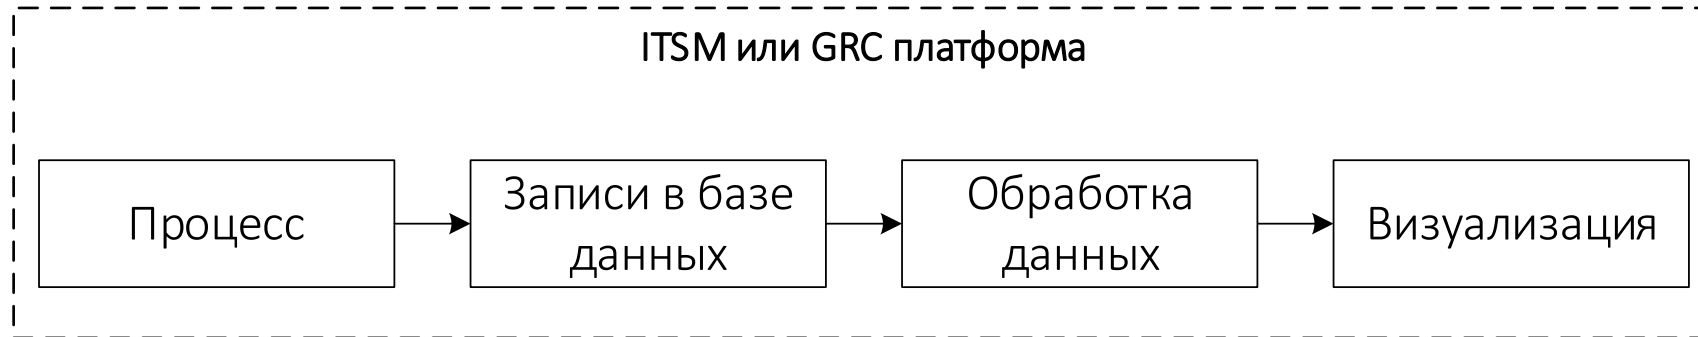 ITSM или GRC платформа
Процесс
Записи в базе
данных
Обработка
данных
Визуализация